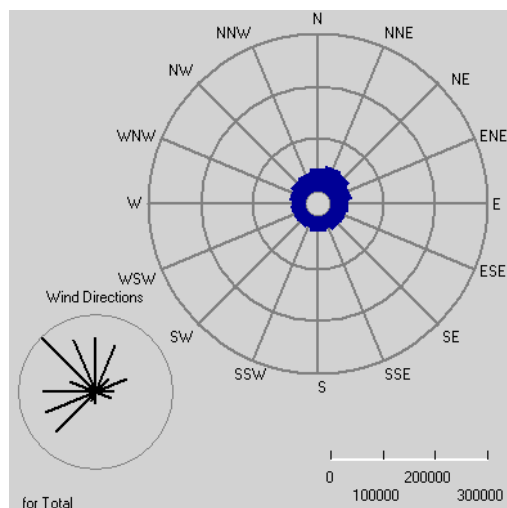 N
NNW
NNE
NW
NE
WNW
ENE
W
E
WSW
ESE
Wind Directions
SW
SE
SSW
SSE
S
0
200000
100000
300000
for Total